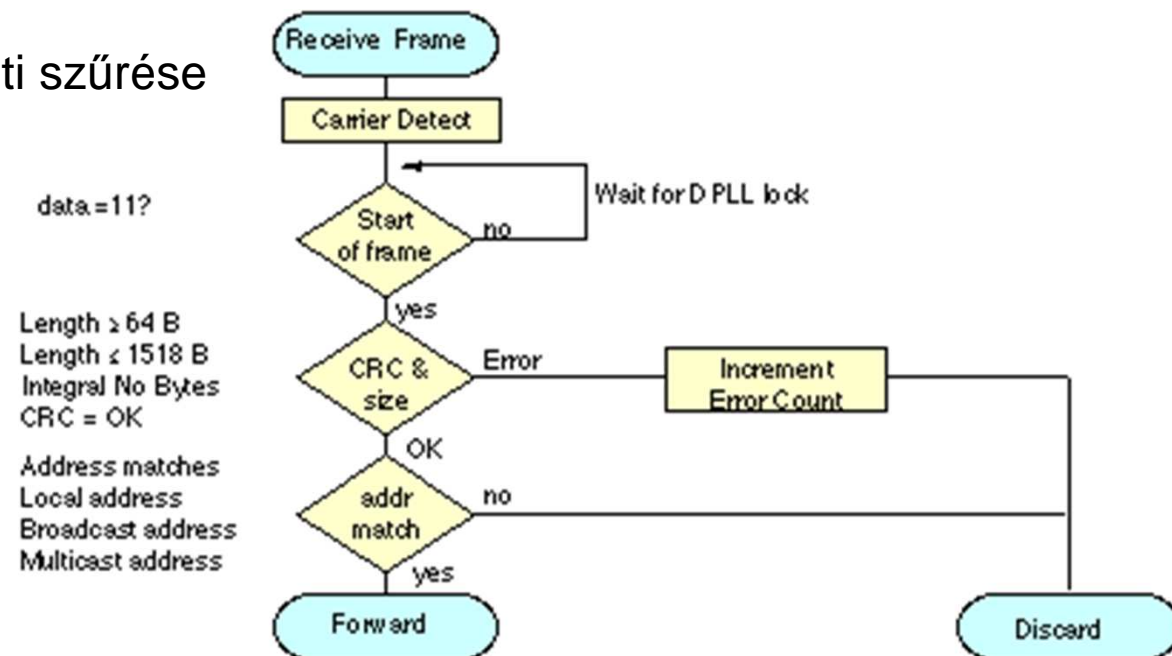 ti szűrése
Receive Frame
Carrier Detect
Wait for DPLL lock
data=11?
Start
of frame
no
yes
Length ≥ 64 B
Length ≤ 1518 B
Integral No Bytes
CRC = OK
CRC &
size
Error
Increment
Error Count
OK
Address matches
Local address
Broadcast address
Multicast address
addr
match
no
yes
Forward
Discard